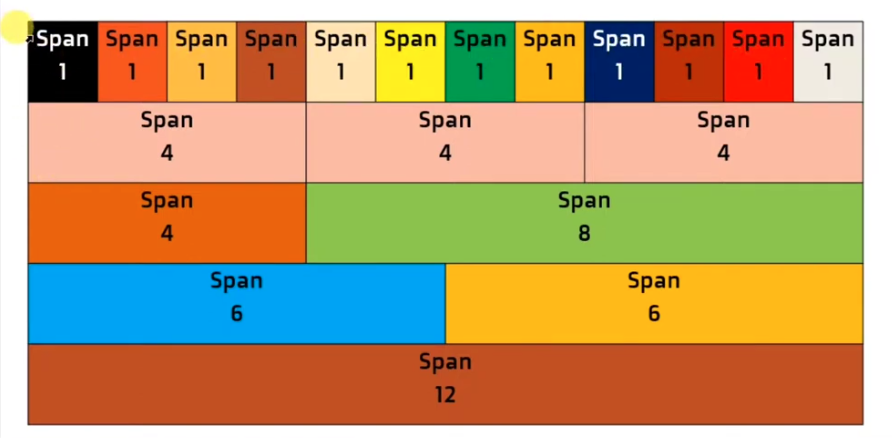 Span Span Span Span Span Span Span Span Span Span Span Span
1 1 1 1 1 1 1 1 1 1 1 1
Span Span Span
4 4 4
Span Span
4 8
Span Span
6 6
Span
12